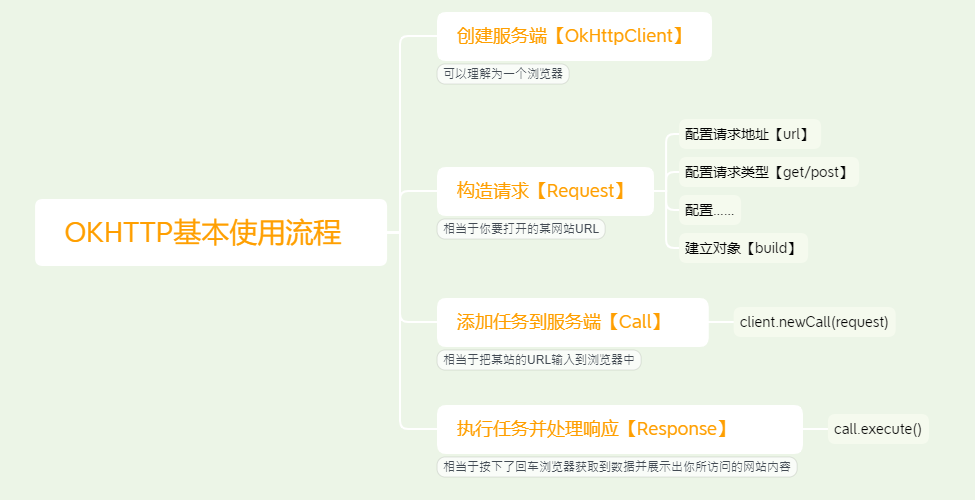 OKHTTP基本使用流程
创建服务端【OkHttpClient】
可以理解为一个浏览器
构造请求【Request】
相当于你要打开的某网站URL
配置请求地址【url】
配置请求类型【get/post】
配置……
建立对象【build】
添加任务到服务端【Call】
相当于把某站的URL输入到浏览器中
client.newCall(request)
执行任务并处理响应【Response】
相当于按下了回车浏览器获取到数据并展示出你所访问的网站内容
call.execute()